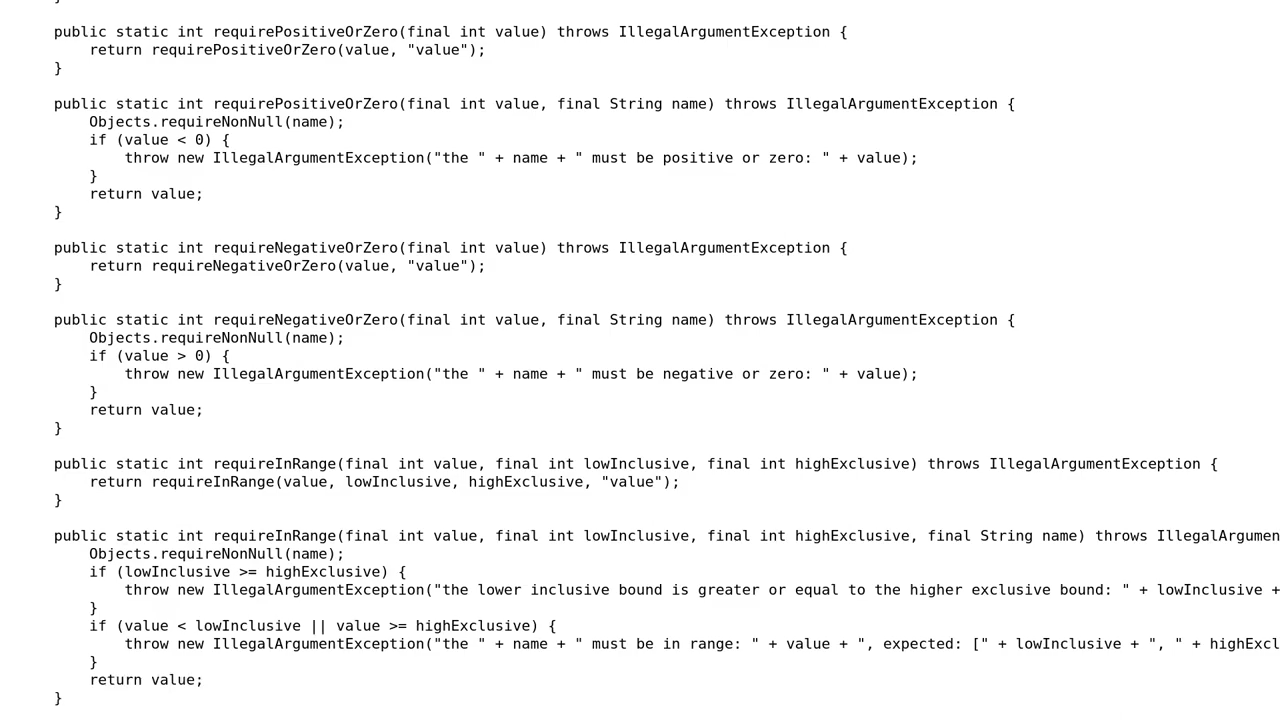 }
public static int requirePositiveOrZero(final int value) throws IllegalArgumentException {
return requirePositiveOrZero(value, "value");
}
public static int requirePositiveOrZero(final int value, final String name) throws IllegalArgumentException {
Objects.requireNonNull(name);
if (value < 0) {
throw new IllegalArgumentException("the " + name + " must be positive or zero: " + value);
}
return value;
}
public static int requireNegativeOrZero(final int value) throws IllegalArgumentException {
return requireNegativeOrZero(value, "value");
}
public static int requireNegativeOrZero(final int value, final String name) throws IllegalArgumentException {
Objects.requireNonNull(name);
if (value > 0) {
throw new IllegalArgumentException("the " + name + " must be negative or zero: " + value);
}
return value;
}
public static int requireInRange(final int value, final int lowInclusive, final int highExclusive) throws IllegalArgumentException {
return requireInRange(value, lowInclusive, highExclusive, "value");
}
public static int requireInRange(final int value, final int lowInclusive, final int highExclusive, final String name) throws IllegalArgumen
Objects.requireNonNull(name);
if (lowInclusive >= highExclusive) {
throw new IllegalArgumentException("the lower inclusive bound is greater or equal to the higher exclusive bound: " + lowInclusive +
}
if (value < lowInclusive || value >= highExclusive) {
throw new IllegalArgumentException("the " + name + " must be in range: " + value + ", expected: [" + lowInclusive + ", " + highExcl
}
return value;
}